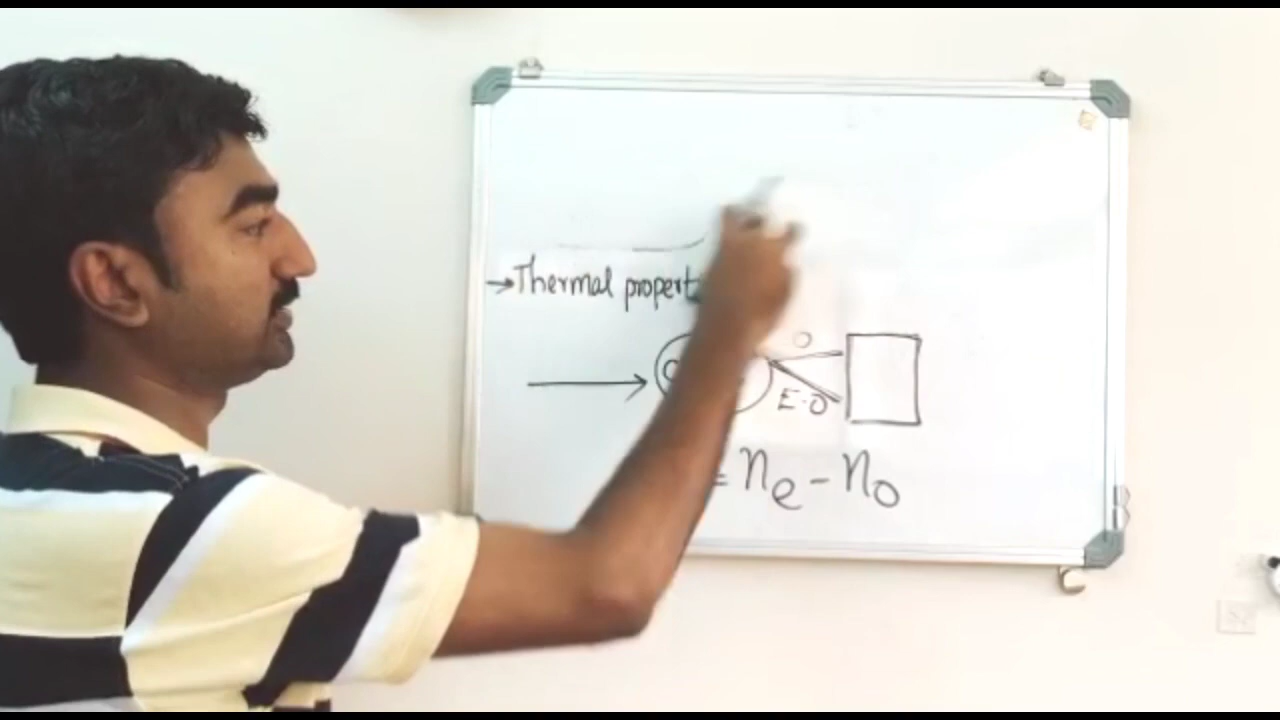 →Thermal propert
O
E-O
= ne - no